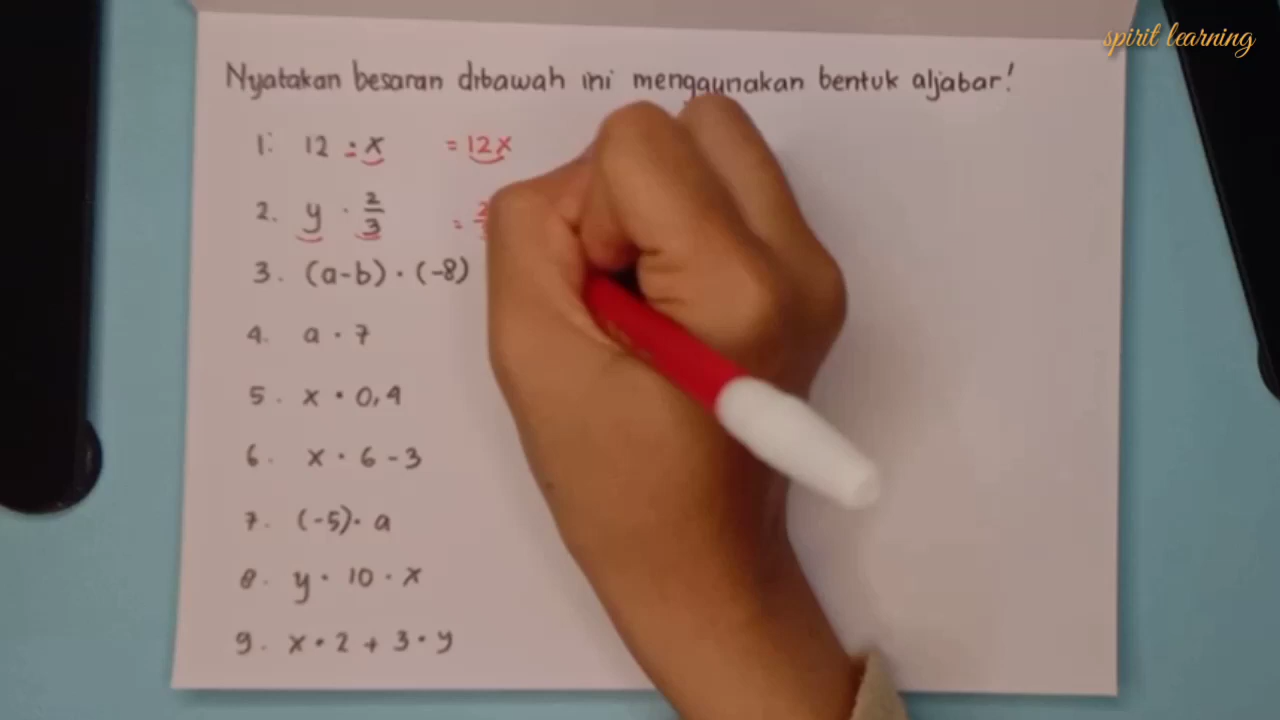 spirit learning
Nyatakan besaran dibawah ini menggunakan bentuk aljabar!
1. 12 · x = 12x
2. y · 2/3 =
3. (a-b) · (-8)
4. a · 7
5. x · 0,4
6. x · 6 - 3
7. (-5) · a
8. y · 10 · x
9. x · 2 + 3 · y